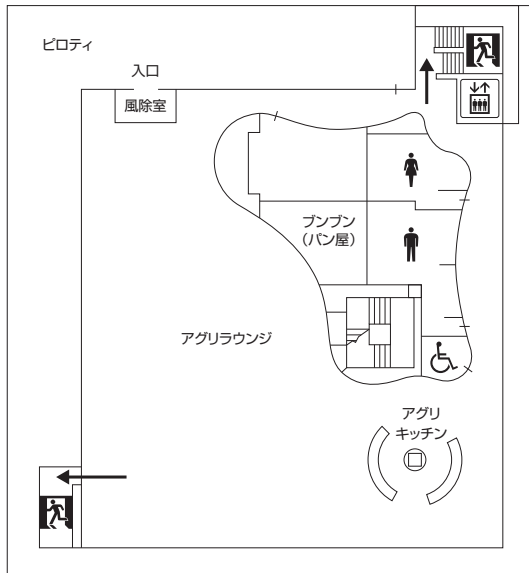 ピロティ
入口
風除室
ブンブン
（パン屋）
アグリラウンジ
アグリ
キッチン